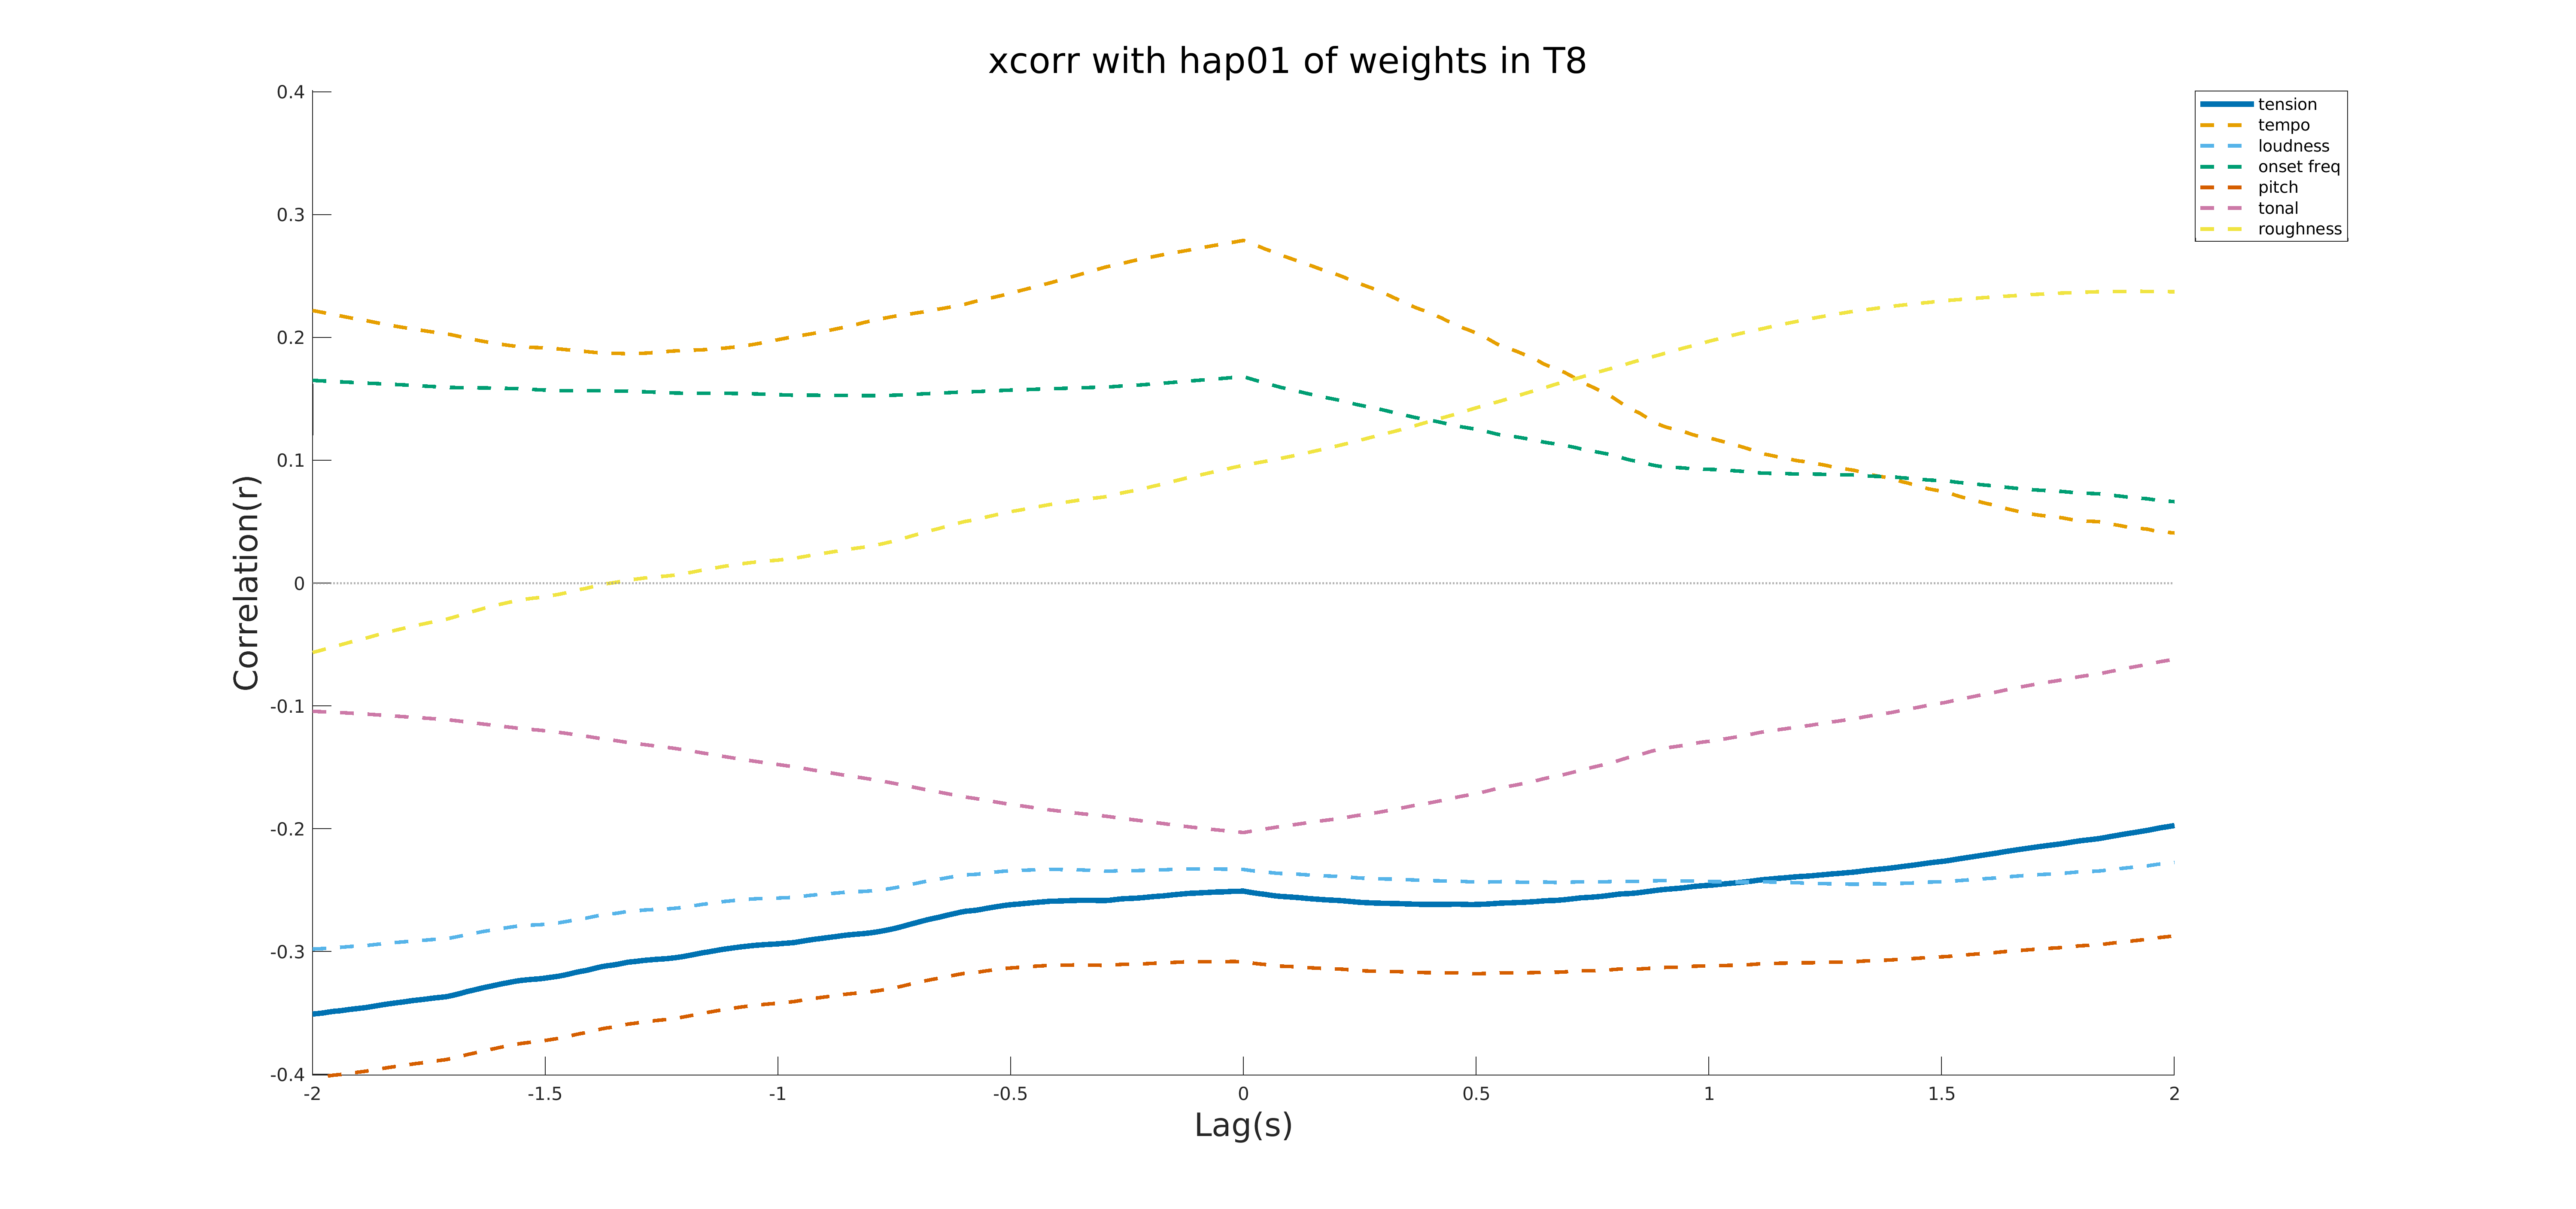 xcorr with hap01 of weights in T8
0.4
0.3
0.2
0.1
0
-0.1
-0.2
-0.3
-0.4
Correlation(r)
-2
-1.5
-1
-0.5
0
0.5
1
1.5
2
Lag(s)
tension
tempo
loudness
onset freq
pitch
tonal
roughness